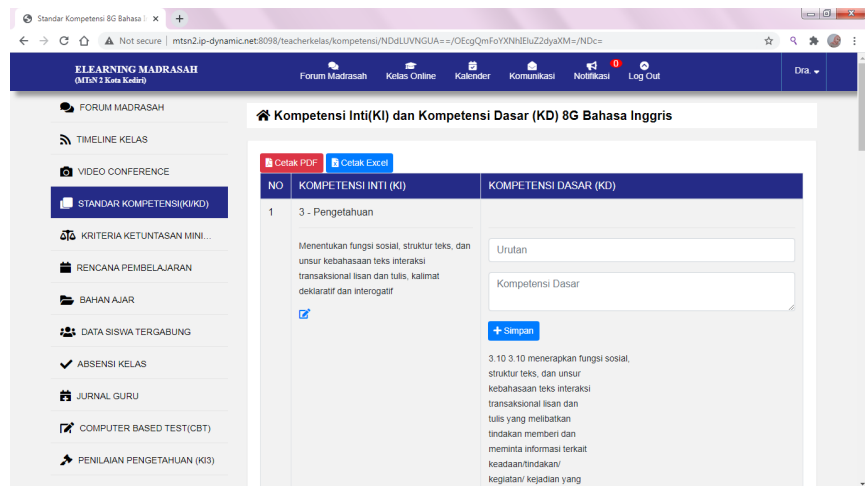 Standar Kompetensi 8G Bahasa I
Not secure | mtsn2.ip-dynamic.net:8098/teacherkelas/kompetensi/NDdLUVNGUA==/OEcgQmFoYXNhIEluZ2dyaXM=/NDc=
ELEARNING MADRASAH
(MTsN 2 Kota Kediri)
Forum Madrasah
Kelas Online
Kalender
Komunikasi
Notifikasi
0
Log Out
Dra.
FORUM MADRASAH
TIMELINE KELAS
VIDEO CONFERENCE
STANDAR KOMPETENSI(KI/KD)
KRITERIA KETUNTASAN MINI...
RENCANA PEMBELAJARAN
BAHAN AJAR
DATA SISWA TERGABUNG
ABSENSI KELAS
JURNAL GURU
COMPUTER BASED TEST(CBT)
PENILAIAN PENGETAHUAN (KI3)
Kompetensi Inti(KI) dan Kompetensi Dasar (KD) 8G Bahasa Inggris
Cetak PDF
Cetak Excel
NO
KOMPETENSI INTI (KI)
KOMPETENSI DASAR (KD)
1
3 - Pengetahuan
Menentukan fungsi sosial, struktur teks, dan
unsur kebahasaan teks interaksi
transaksional lisan dan tulis, kalimat
deklaratif dan interogatif
Urutan
Kompetensi Dasar
+ Simpan
3.10 3.10 menerapkan fungsi sosial,
struktur teks, dan unsur
kebahasaan teks interaksi
transaksional lisan dan
tulis yang melibatkan
tindakan memberi dan
meminta informasi terkait
keadaan/tindakan/
kegiatan/ kejadian yang